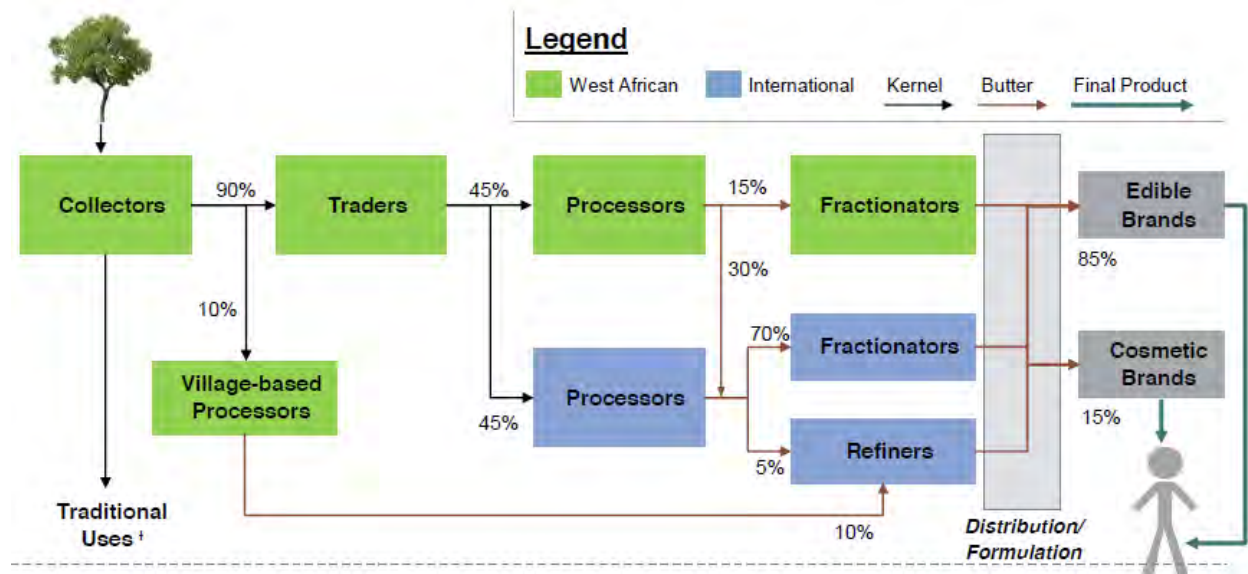 Legend
West African
International
Kernel
Butter
Final Product
Collectors
90%
Traders
45%
Processors
15%
Fractionators
Edible
Brands
85%
30%
10%
Village-based
Processors
45%
Processors
70%
Fractionators
5%
Refiners
Cosmetic
Brands
15%
Traditional
Uses ƚ
10%
Distribution/
Formulation